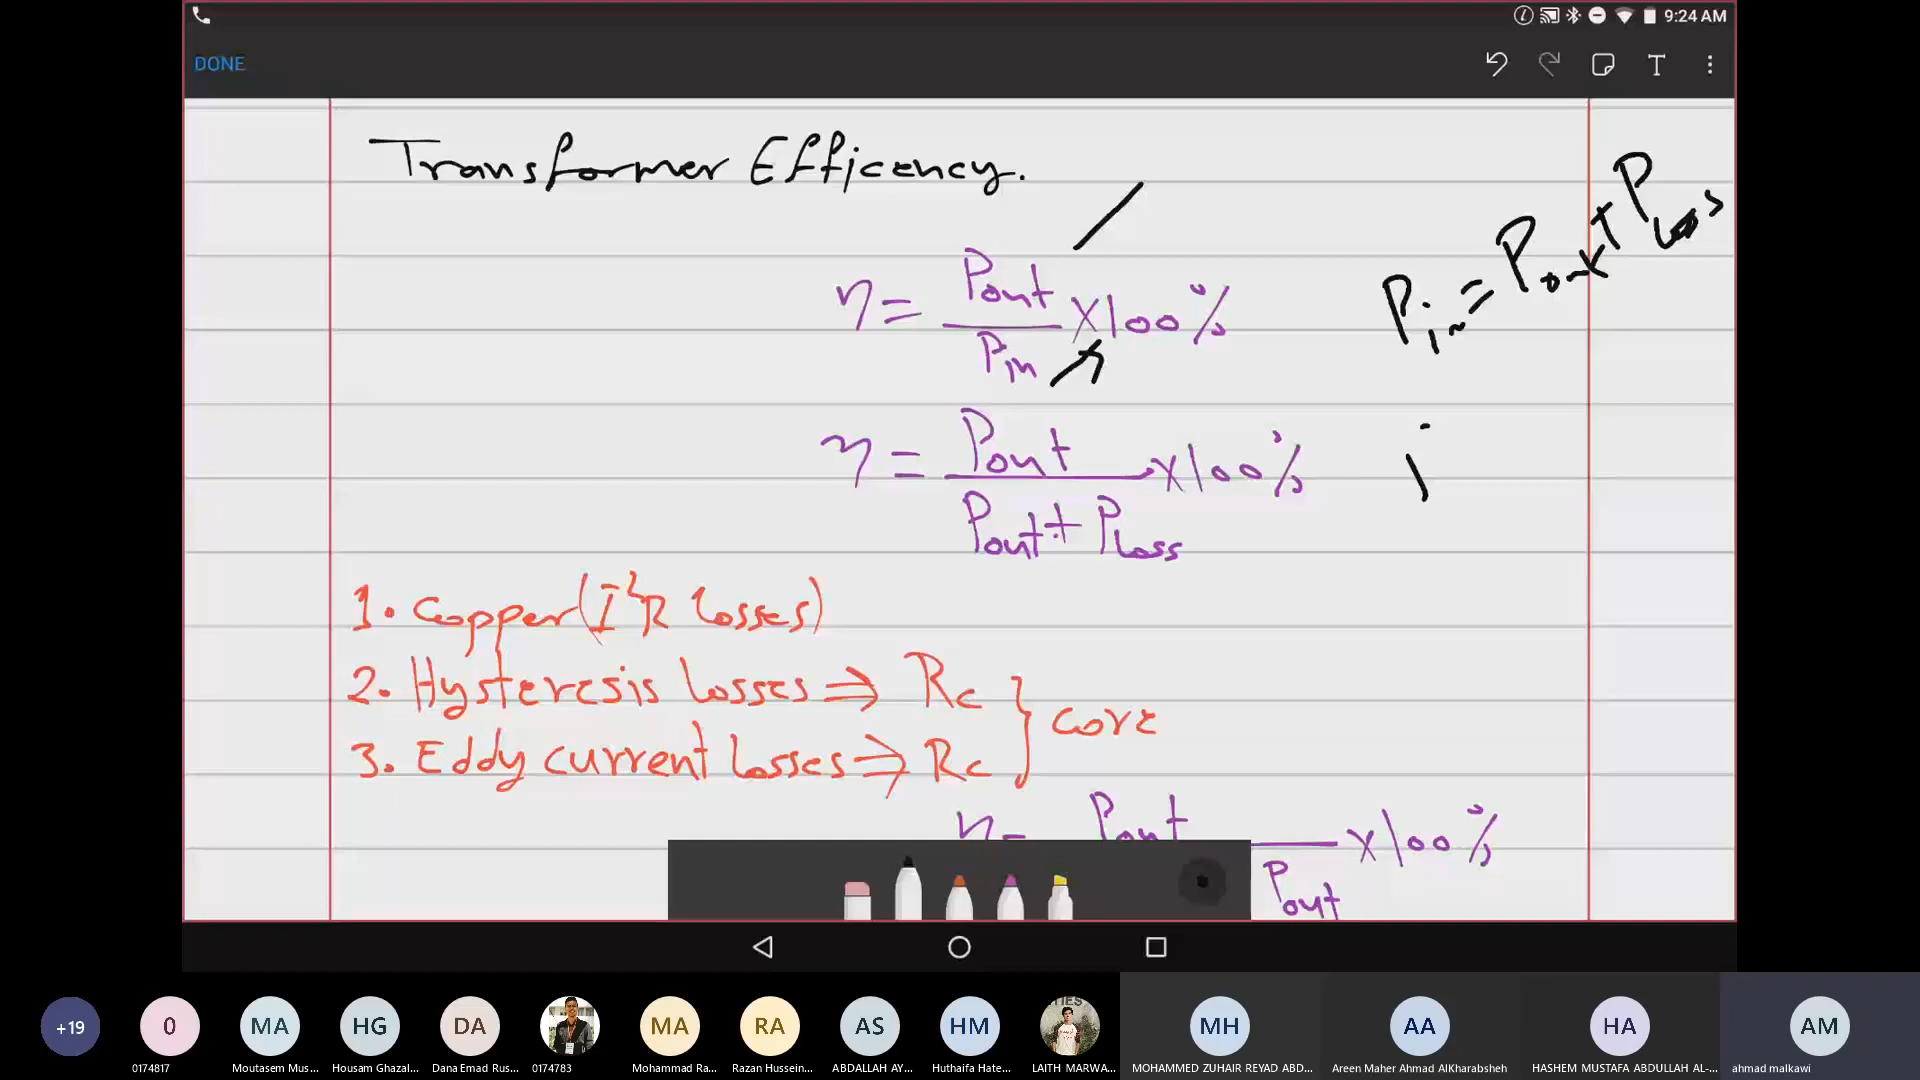 9:24 AM
DONE
Transformer Efficency.
η = Pout / Pin × 100%
Pin = Pout + Ploss
η = Pout / Pout + Ploss × 100%
1. Copper (I²R losses)
2. Hysteresis losses ⇒ Rc
3. Eddy current losses ⇒ Rc } core
η = Pout / Pout × 100%
+19
0
MA
HG
DA
MA
RA
AS
HM
MH
AA
HA
AM
0174817
Moutasem Mus...
Housam Ghazal...
Dana Emad Rus...
0174783
Mohammad Ra...
Razan Hussein...
ABDALLAH AY...
Huthaifa Hate...
LAITH MARWA...
MOHAMMED ZUHAIR REYAD ABD...
Areen Maher Ahmad AlKharabsheh
HASHEM MUSTAFA ABDULLAH AL-...
ahmad malkawi